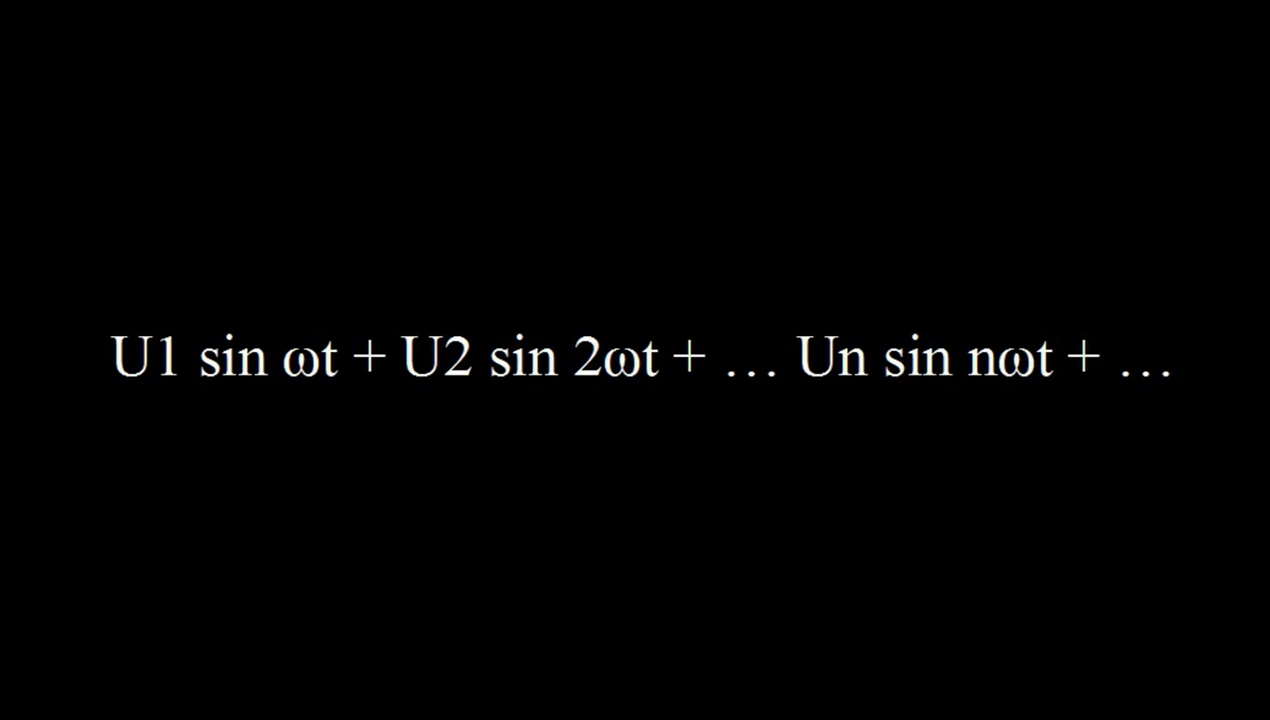 U1 sin ωt + U2 sin 2ωt + … Un sin nωt + …